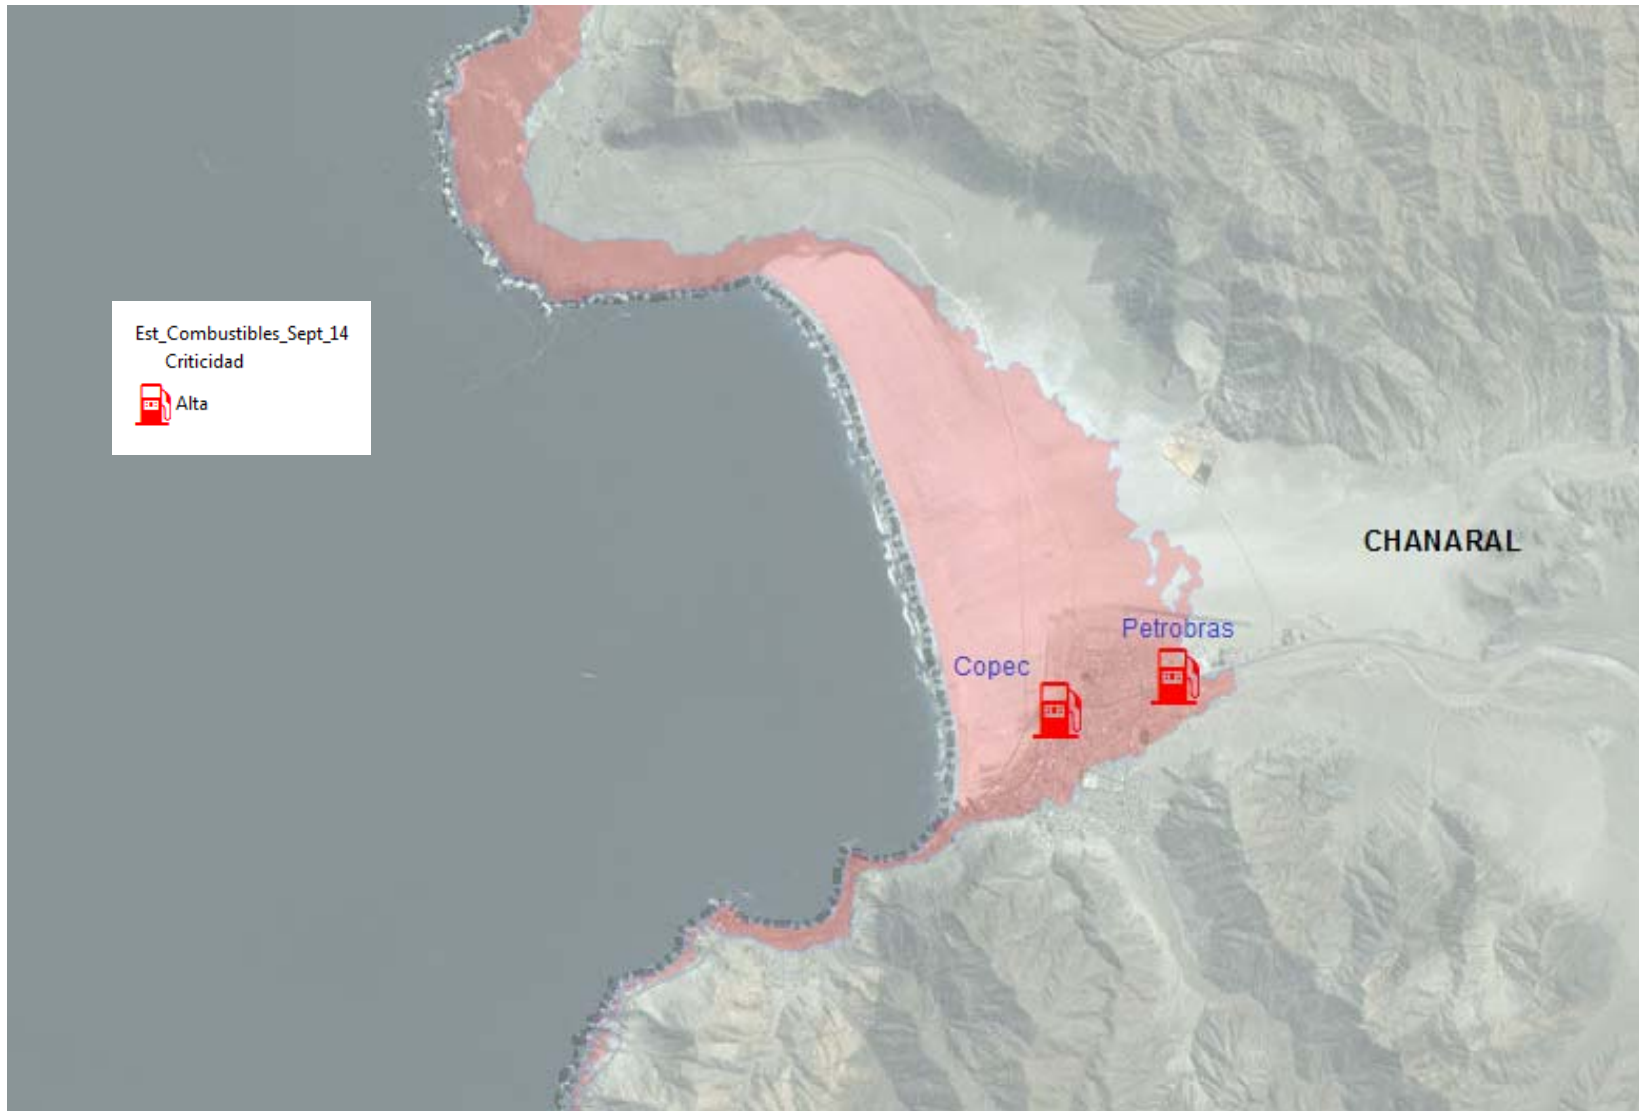 Est_Combustibles_Sept_14
Criticidad
Alta
CHANARAL
Petrobras
Copec